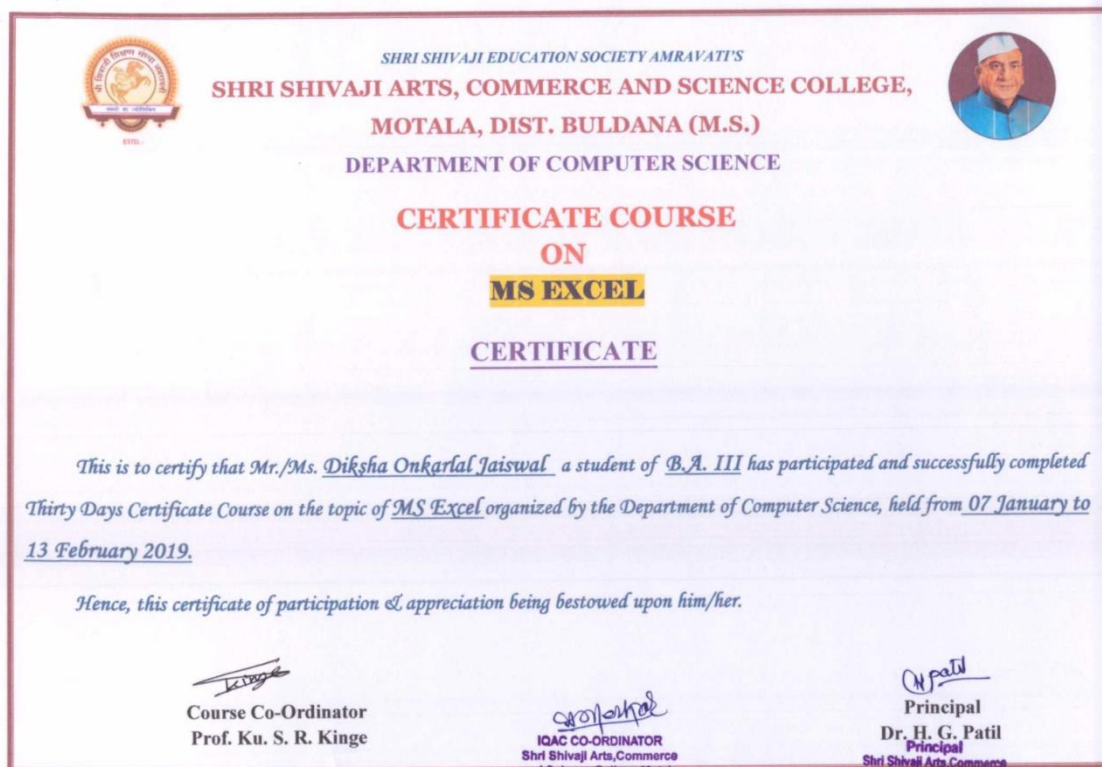 SHRI SHIVAJI EDUCATION SOCIETY AMRAVATI'S
SHRI SHIVAJI ARTS, COMMERCE AND SCIENCE COLLEGE,
MOTALA, DIST. BULDANA (M.S.)
DEPARTMENT OF COMPUTER SCIENCE
CERTIFICATE COURSE
ON
MS EXCEL
CERTIFICATE
This is to certify that Mr./Ms. Diksha Onkarlal Jaiswal a student of B.A. III has participated and successfully completed
Thirty Days Certificate Course on the topic of MS Excel organized by the Department of Computer Science, held from 07 January to
13 February 2019.
Hence, this certificate of participation & appreciation being bestowed upon him/her.
Kinge
Course Co-Ordinator
Prof. Ku. S. R. Kinge
IQAC CO-ORDINATOR
Shri Shivaji Arts,Commerce
H patil
Principal
Dr. H. G. Patil
Principal
Shri Shivaji Arts,Commerce